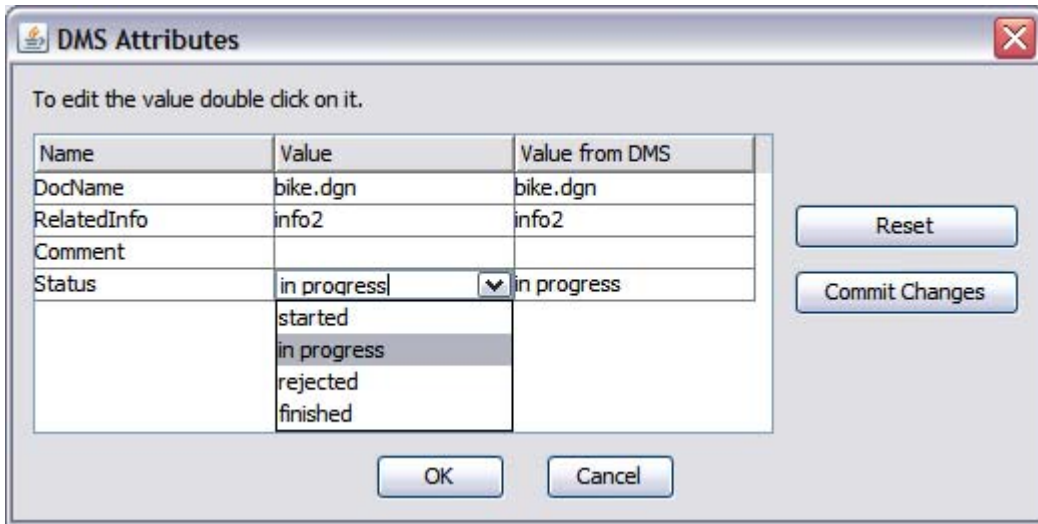 DMS Attributes
To edit the value double click on it.
Name Value Value from DMS
DocName bike.dgn bike.dgn
RelatedInfo info2 info2
Comment
Status in progress in progress
started
in progress
rejected
finished
Reset
Commit Changes
OK Cancel